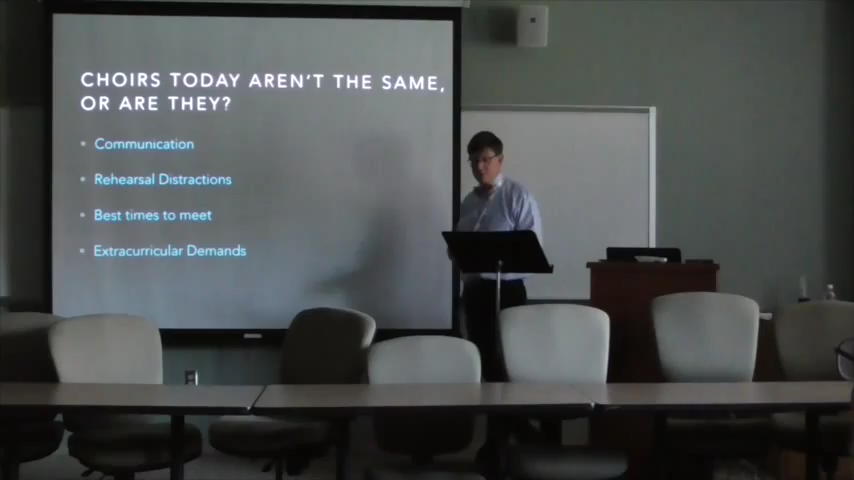 CHOIRS TODAY AREN'T THE SAME,
OR ARE THEY?
• Communication
• Rehearsal Distractions
• Best times to meet
• Extracurricular Demands